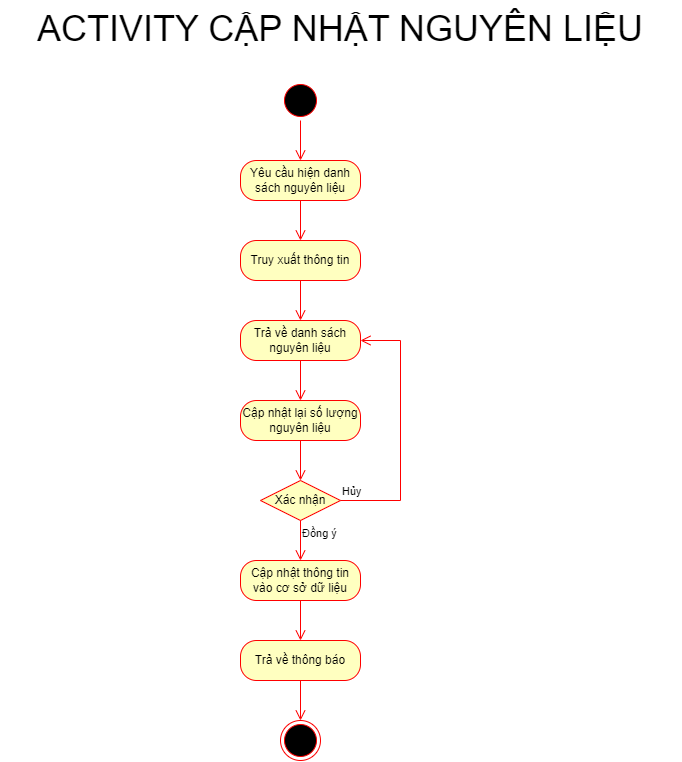 ACTIVITY CẬP NHẬT NGUYÊN LIỆU
Yêu cầu hiện danh
sách nguyên liệu
Truy xuất thông tin
Trả về danh sách
nguyên liệu
Cập nhật lại số lượng
nguyên liệu
Xác nhận
Hủy
Đồng ý
Cập nhật thông tin
vào cơ sở dữ liệu
Trả về thông báo